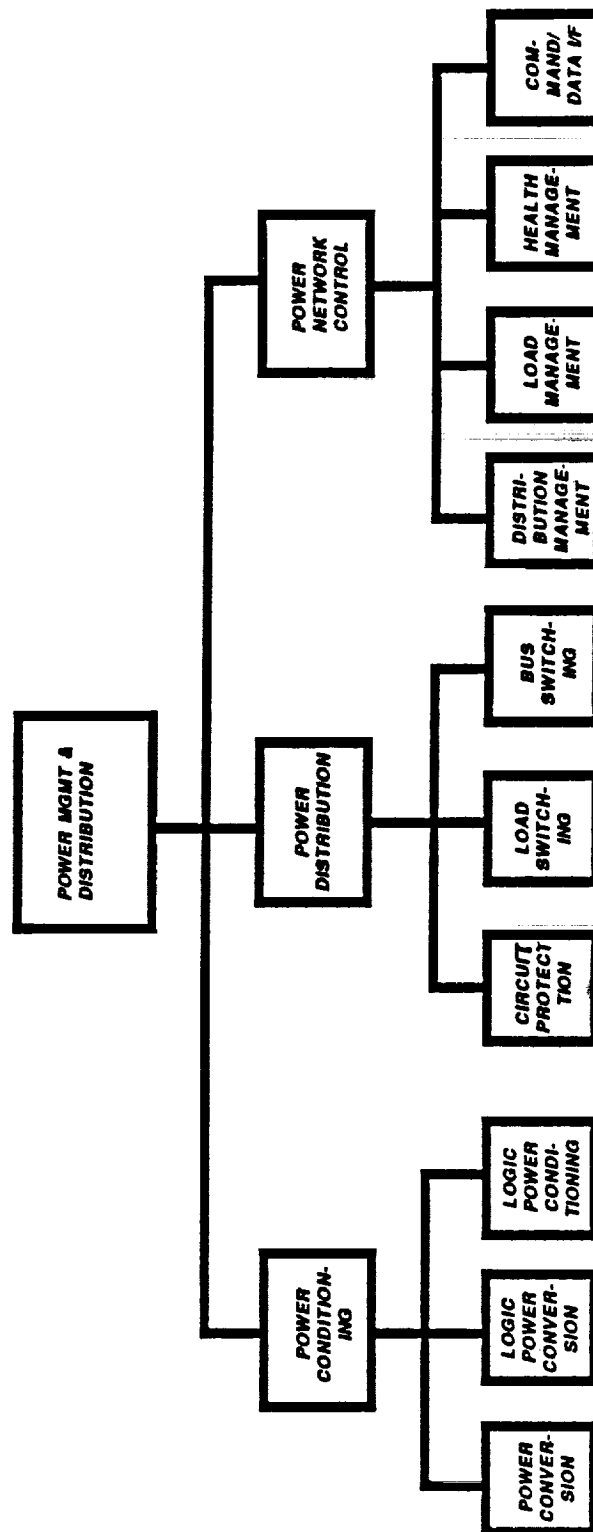 POWER MGMT &
DISTRIBUTION
POWER
CONDITION-
ING
POWER
DISTRIBUTION
POWER
NETWORK
CONTROL
POWER
CONVER-
SION
LOGIC
POWER
CONVER-
SION
LOGIC
POWER
CONDI-
TIONING
CIRCUIT
PROTECT
TION
LOAD
SWITCH-
ING
BUS
SWITCH-
ING
DISTRI-
BUTION
MANAGE-
MENT
LOAD
MANAGE-
MENT
HEALTH
MANAGE-
MENT
COM-
MAND/
DATA I/F